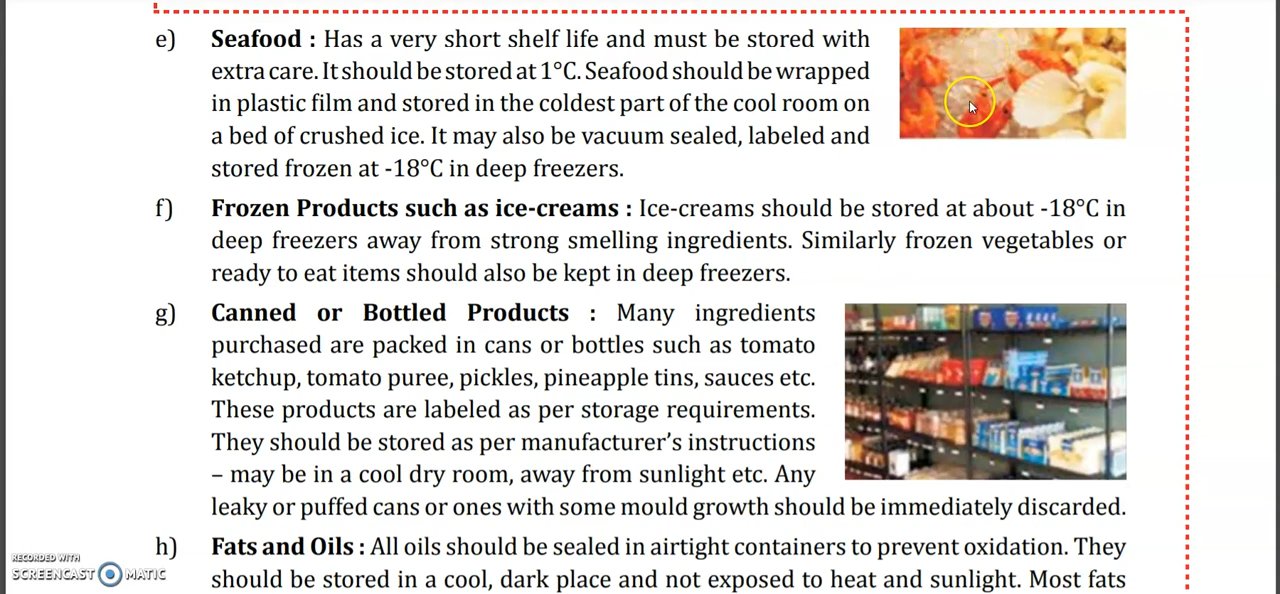 e) Seafood : Has a very short shelf life and must be stored with
extra care. It should be stored at 1°C. Seafood should be wrapped
in plastic film and stored in the coldest part of the cool room on
a bed of crushed ice. It may also be vacuum sealed, labeled and
stored frozen at -18°C in deep freezers.
f) Frozen Products such as ice-creams : Ice-creams should be stored at about -18°C in
deep freezers away from strong smelling ingredients. Similarly frozen vegetables or
ready to eat items should also be kept in deep freezers.
g) Canned or Bottled Products : Many ingredients
purchased are packed in cans or bottles such as tomato
ketchup, tomato puree, pickles, pineapple tins, sauces etc.
These products are labeled as per storage requirements.
They should be stored as per manufacturer's instructions
– may be in a cool dry room, away from sunlight etc. Any
leaky or puffed cans or ones with some mould growth should be immediately discarded.
h) Fats and Oils : All oils should be sealed in airtight containers to prevent oxidation. They
should be stored in a cool, dark place and not exposed to heat and sunlight. Most fats
RECORDED WITH
SCREENCAST MATIC